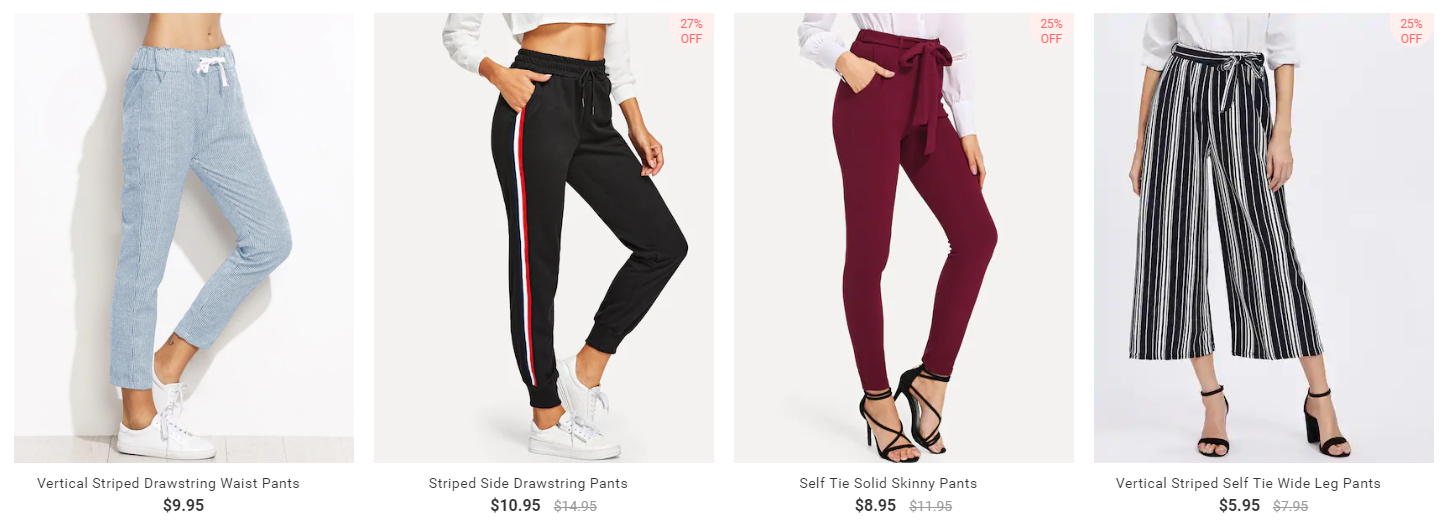 27%
OFF
25%
OFF
25%
OFF
Vertical Striped Drawstring Waist Pants
$9.95
Striped Side Drawstring Pants
$10.95 $14.95
Self Tie Solid Skinny Pants
$8.95 $11.95
Vertical Striped Self Tie Wide Leg Pants
$5.95 $7.95